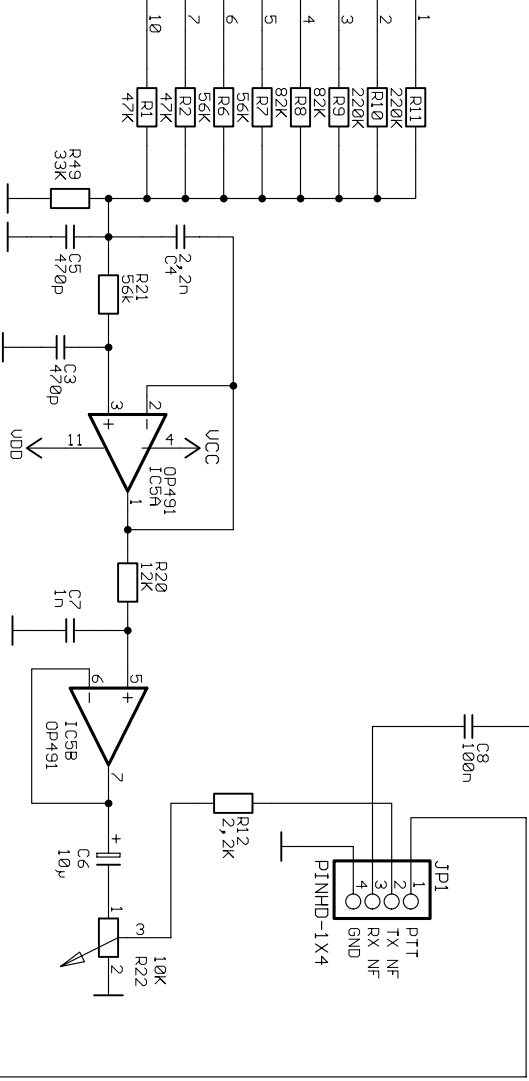 1
2
3
4
5
6
7
10
R11
220K
R10
220K
R9
82K
R8
82K
R7
56K
R6
56K
R2
47K
R1
47K
R49
33K
C5
470p
2,2n
C4
R21
56k
C3
470p
2
-
3
+
4
VCC
11
VDD
OP491
IC5A
1
R20
12K
C7
1n
5
+
6
-
IC5B
OP491
7
+
C6
10µ
1
3
2
10K
R22
R12
2,2K
C8
100n
JP1
1
2
3
4
PTT
TX NF
RX NF
GND
PINHD-1X4